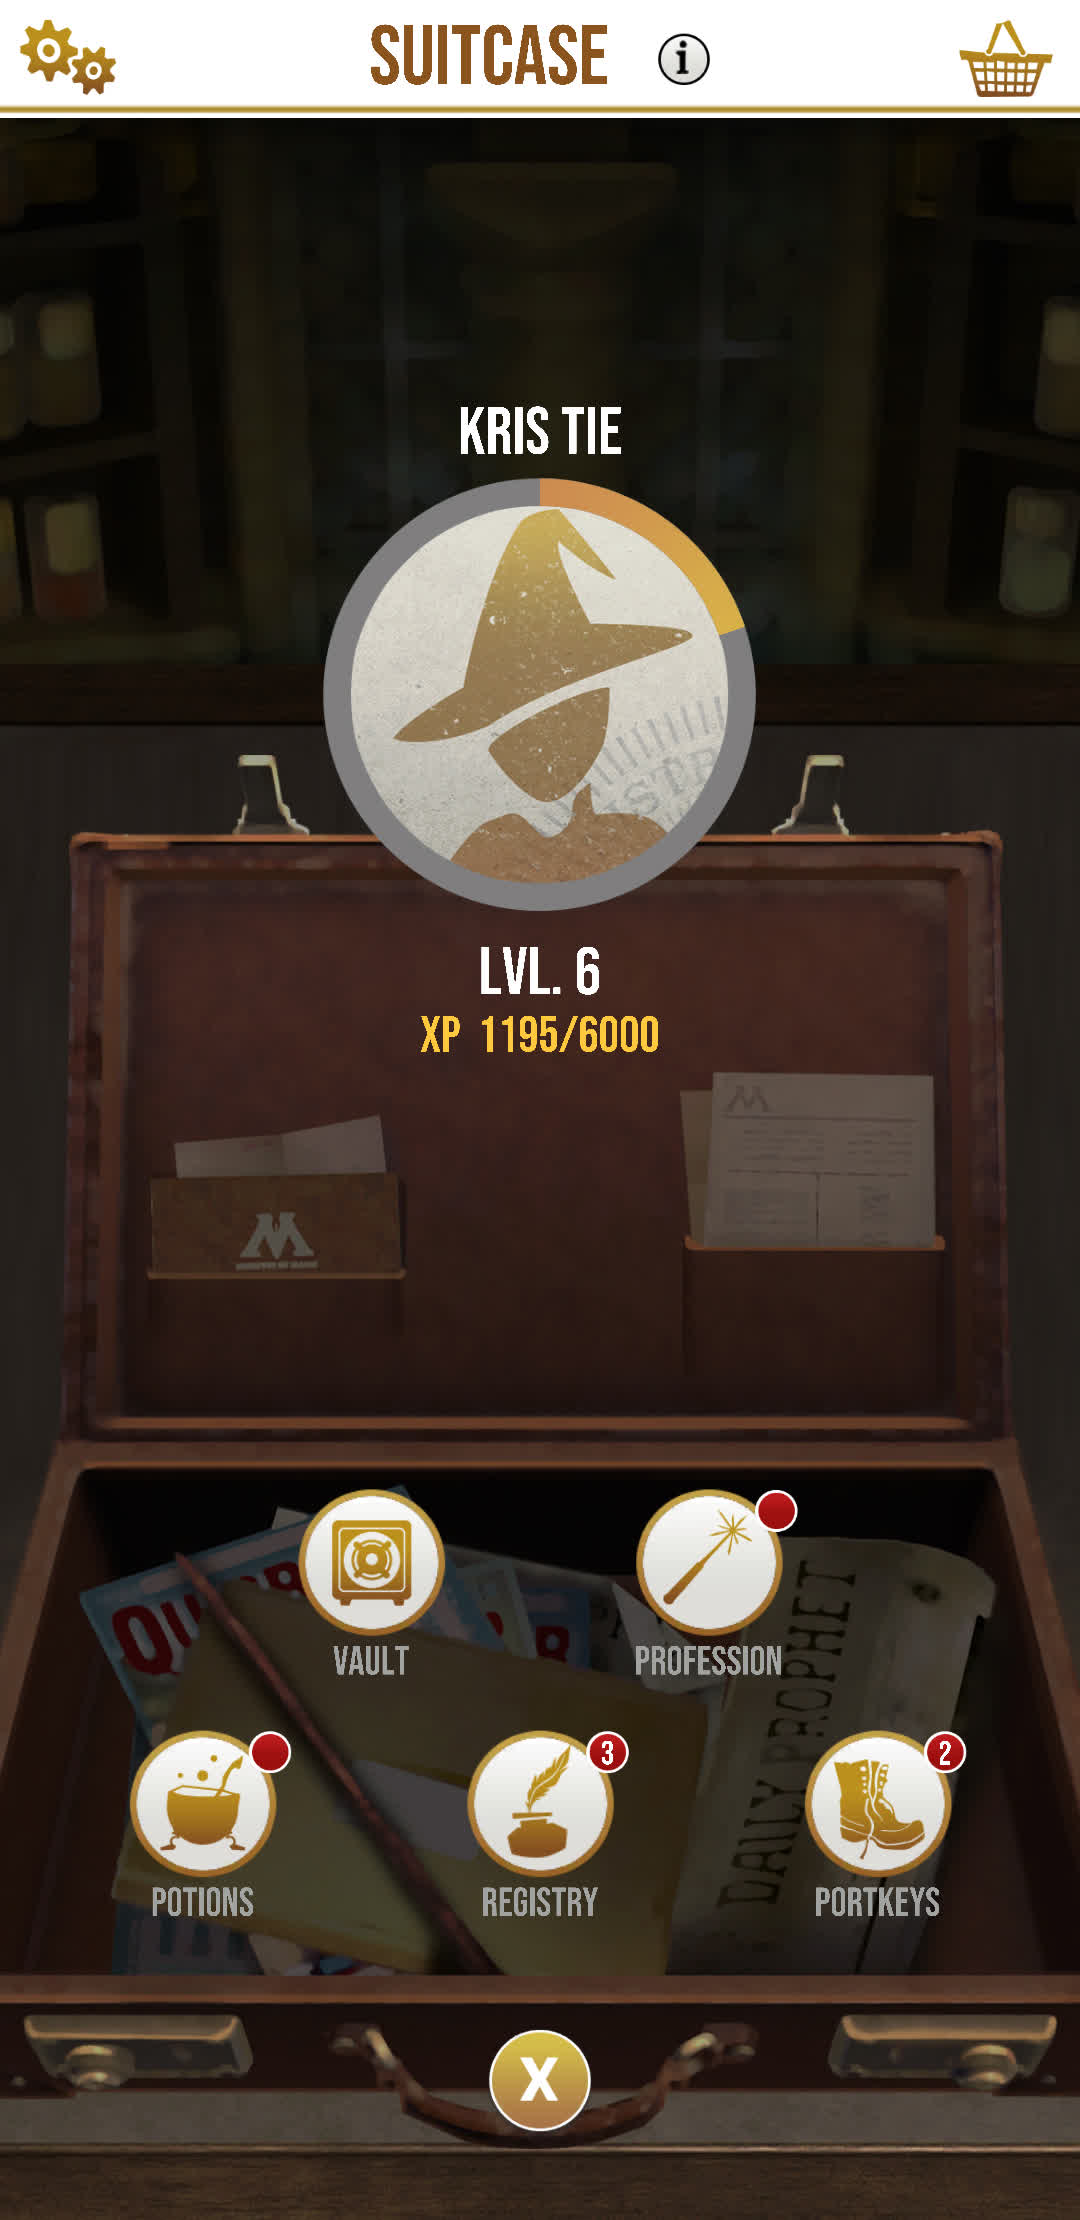 SUITCASE
i
KRIS TIE
LVL. 6
XP 1195/6000
M
M
VAULT
PROFESSION
DAILY PROPHET
3
2
POTIONS
REGISTRY
PORTKEYS
X